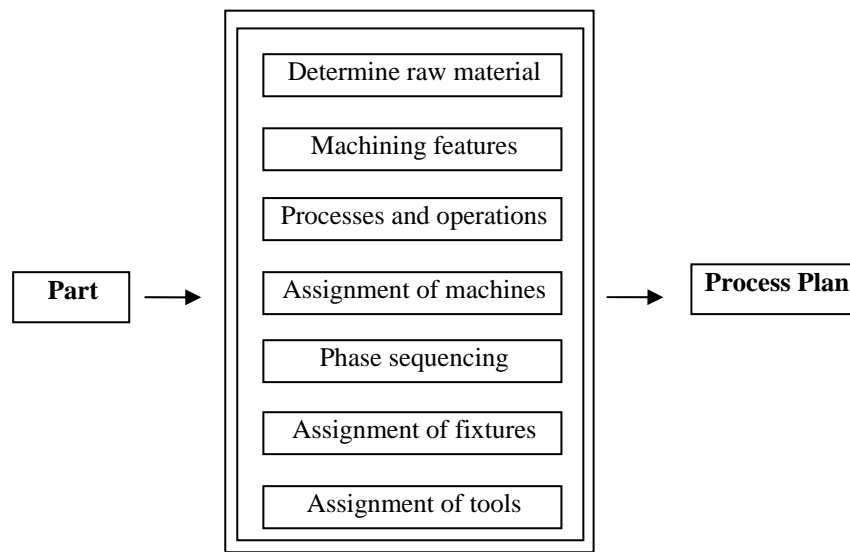 Determine raw material
Machining features
Processes and operations
Part
Assignment of machines
Process Plan
Phase sequencing
Assignment of fixtures
Assignment of tools